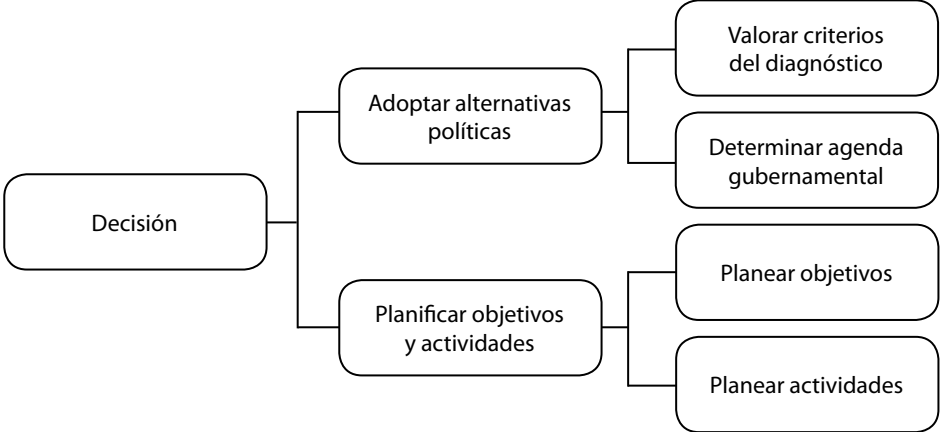 Decisión
Adoptar alternativas
políticas
Valorar criterios
del diagnóstico
Determinar agenda
gubernamental
Planificar objetivos
y actividades
Planear objetivos
Planear actividades